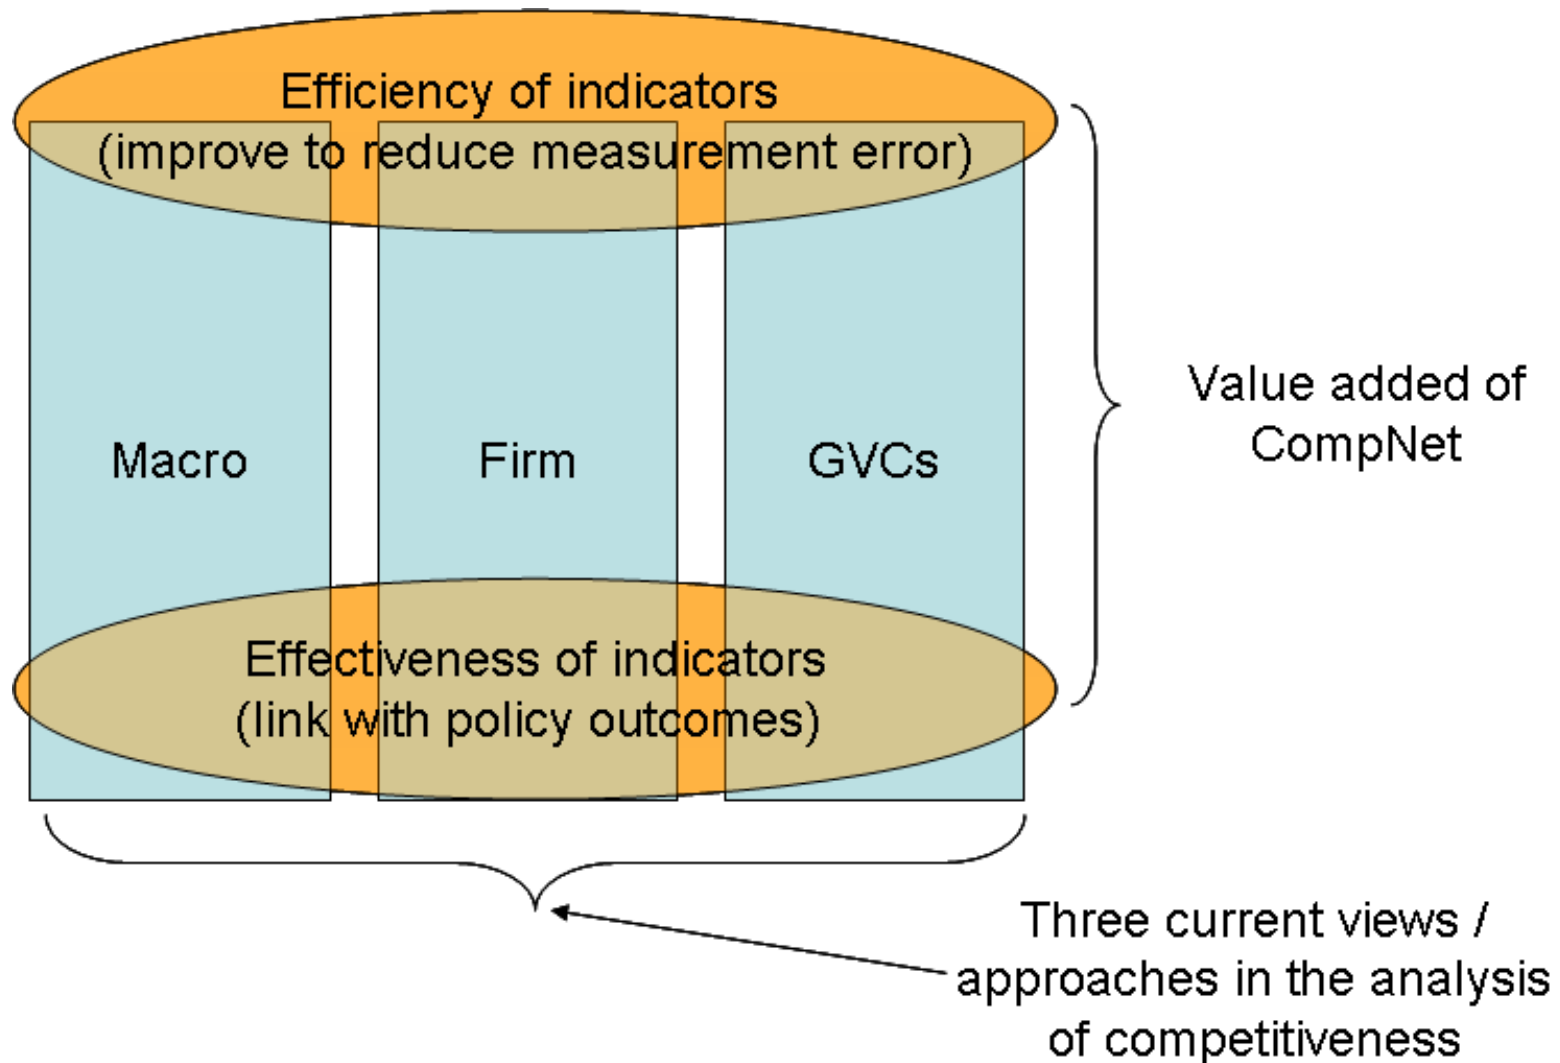 Efficiency of indicators
(improve to reduce measurement error)
Macro
Firm
GVCs
Value added of
CompNet
Effectiveness of indicators
(link with policy outcomes)
Three current views /
approaches in the analysis
of competitiveness